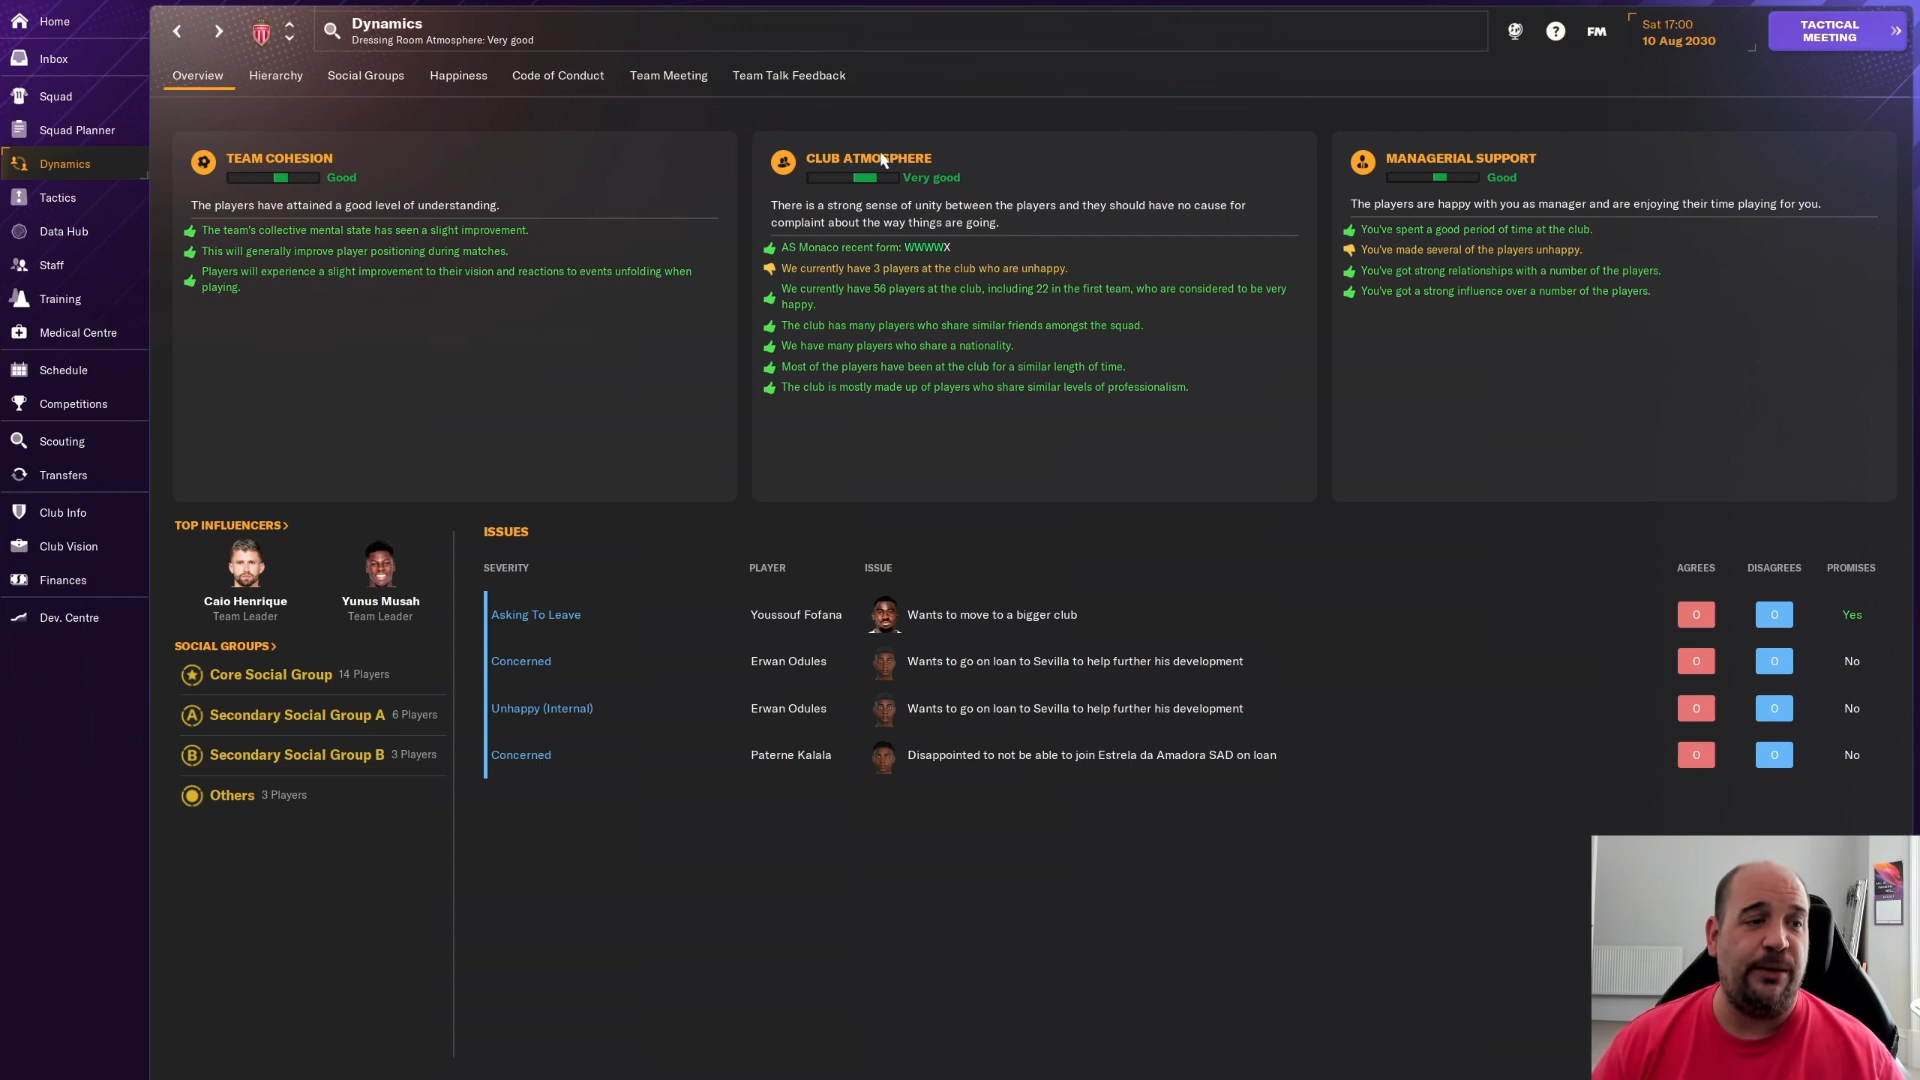 Home
Inbox
Squad
Squad Planner
Dynamics
Tactics
Data Hub
Staff
Training
Medical Centre
Schedule
Competitions
Scouting
Transfers
Club Info
Club Vision
Finances
Dev. Centre
Dynamics
Dressing Room Atmosphere: Very good
?
FM
Sat 17:00
10 Aug 2030
TACTICAL
MEETING
Overview
Hierarchy
Social Groups
Happiness
Code of Conduct
Team Meeting
Team Talk Feedback
TEAM COHESION
Good
The players have attained a good level of understanding.
The team's collective mental state has seen a slight improvement.
This will generally improve player positioning during matches.
Players will experience a slight improvement to their vision and reactions to events unfolding when
playing.
CLUB ATMOSPHERE
Very good
There is a strong sense of unity between the players and they should have no cause for
complaint about the way things are going.
AS Monaco recent form: WWWWX
We currently have 3 players at the club who are unhappy.
We currently have 56 players at the club, including 22 in the first team, who are considered to be very
happy.
The club has many players who share similar friends amongst the squad.
We have many players who share a nationality.
Most of the players have been at the club for a similar length of time.
The club is mostly made up of players who share similar levels of professionalism.
MANAGERIAL SUPPORT
Good
The players are happy with you as manager and are enjoying their time playing for you.
You've spent a good period of time at the club.
You've made several of the players unhappy.
You've got strong relationships with a number of the players.
You've got a strong influence over a number of the players.
TOP INFLUENCERS
Caio Henrique
Team Leader
Yunus Musah
Team Leader
SOCIAL GROUPS
Core Social Group 14 Players
A Secondary Social Group A 6 Players
B Secondary Social Group B 3 Players
Others 3 Players
ISSUES
SEVERITY PLAYER ISSUE AGREES DISAGREES PROMISES
Asking To Leave Youssouf Fofana Wants to move to a bigger club 0 0 Yes
Concerned Erwan Odules Wants to go on loan to Sevilla to help further his development 0 0 No
Unhappy (Internal) Erwan Odules Wants to go on loan to Sevilla to help further his development 0 0 No
Concerned Paterne Kalala Disappointed to not be able to join Estrela da Amadora SAD on loan 0 0 No